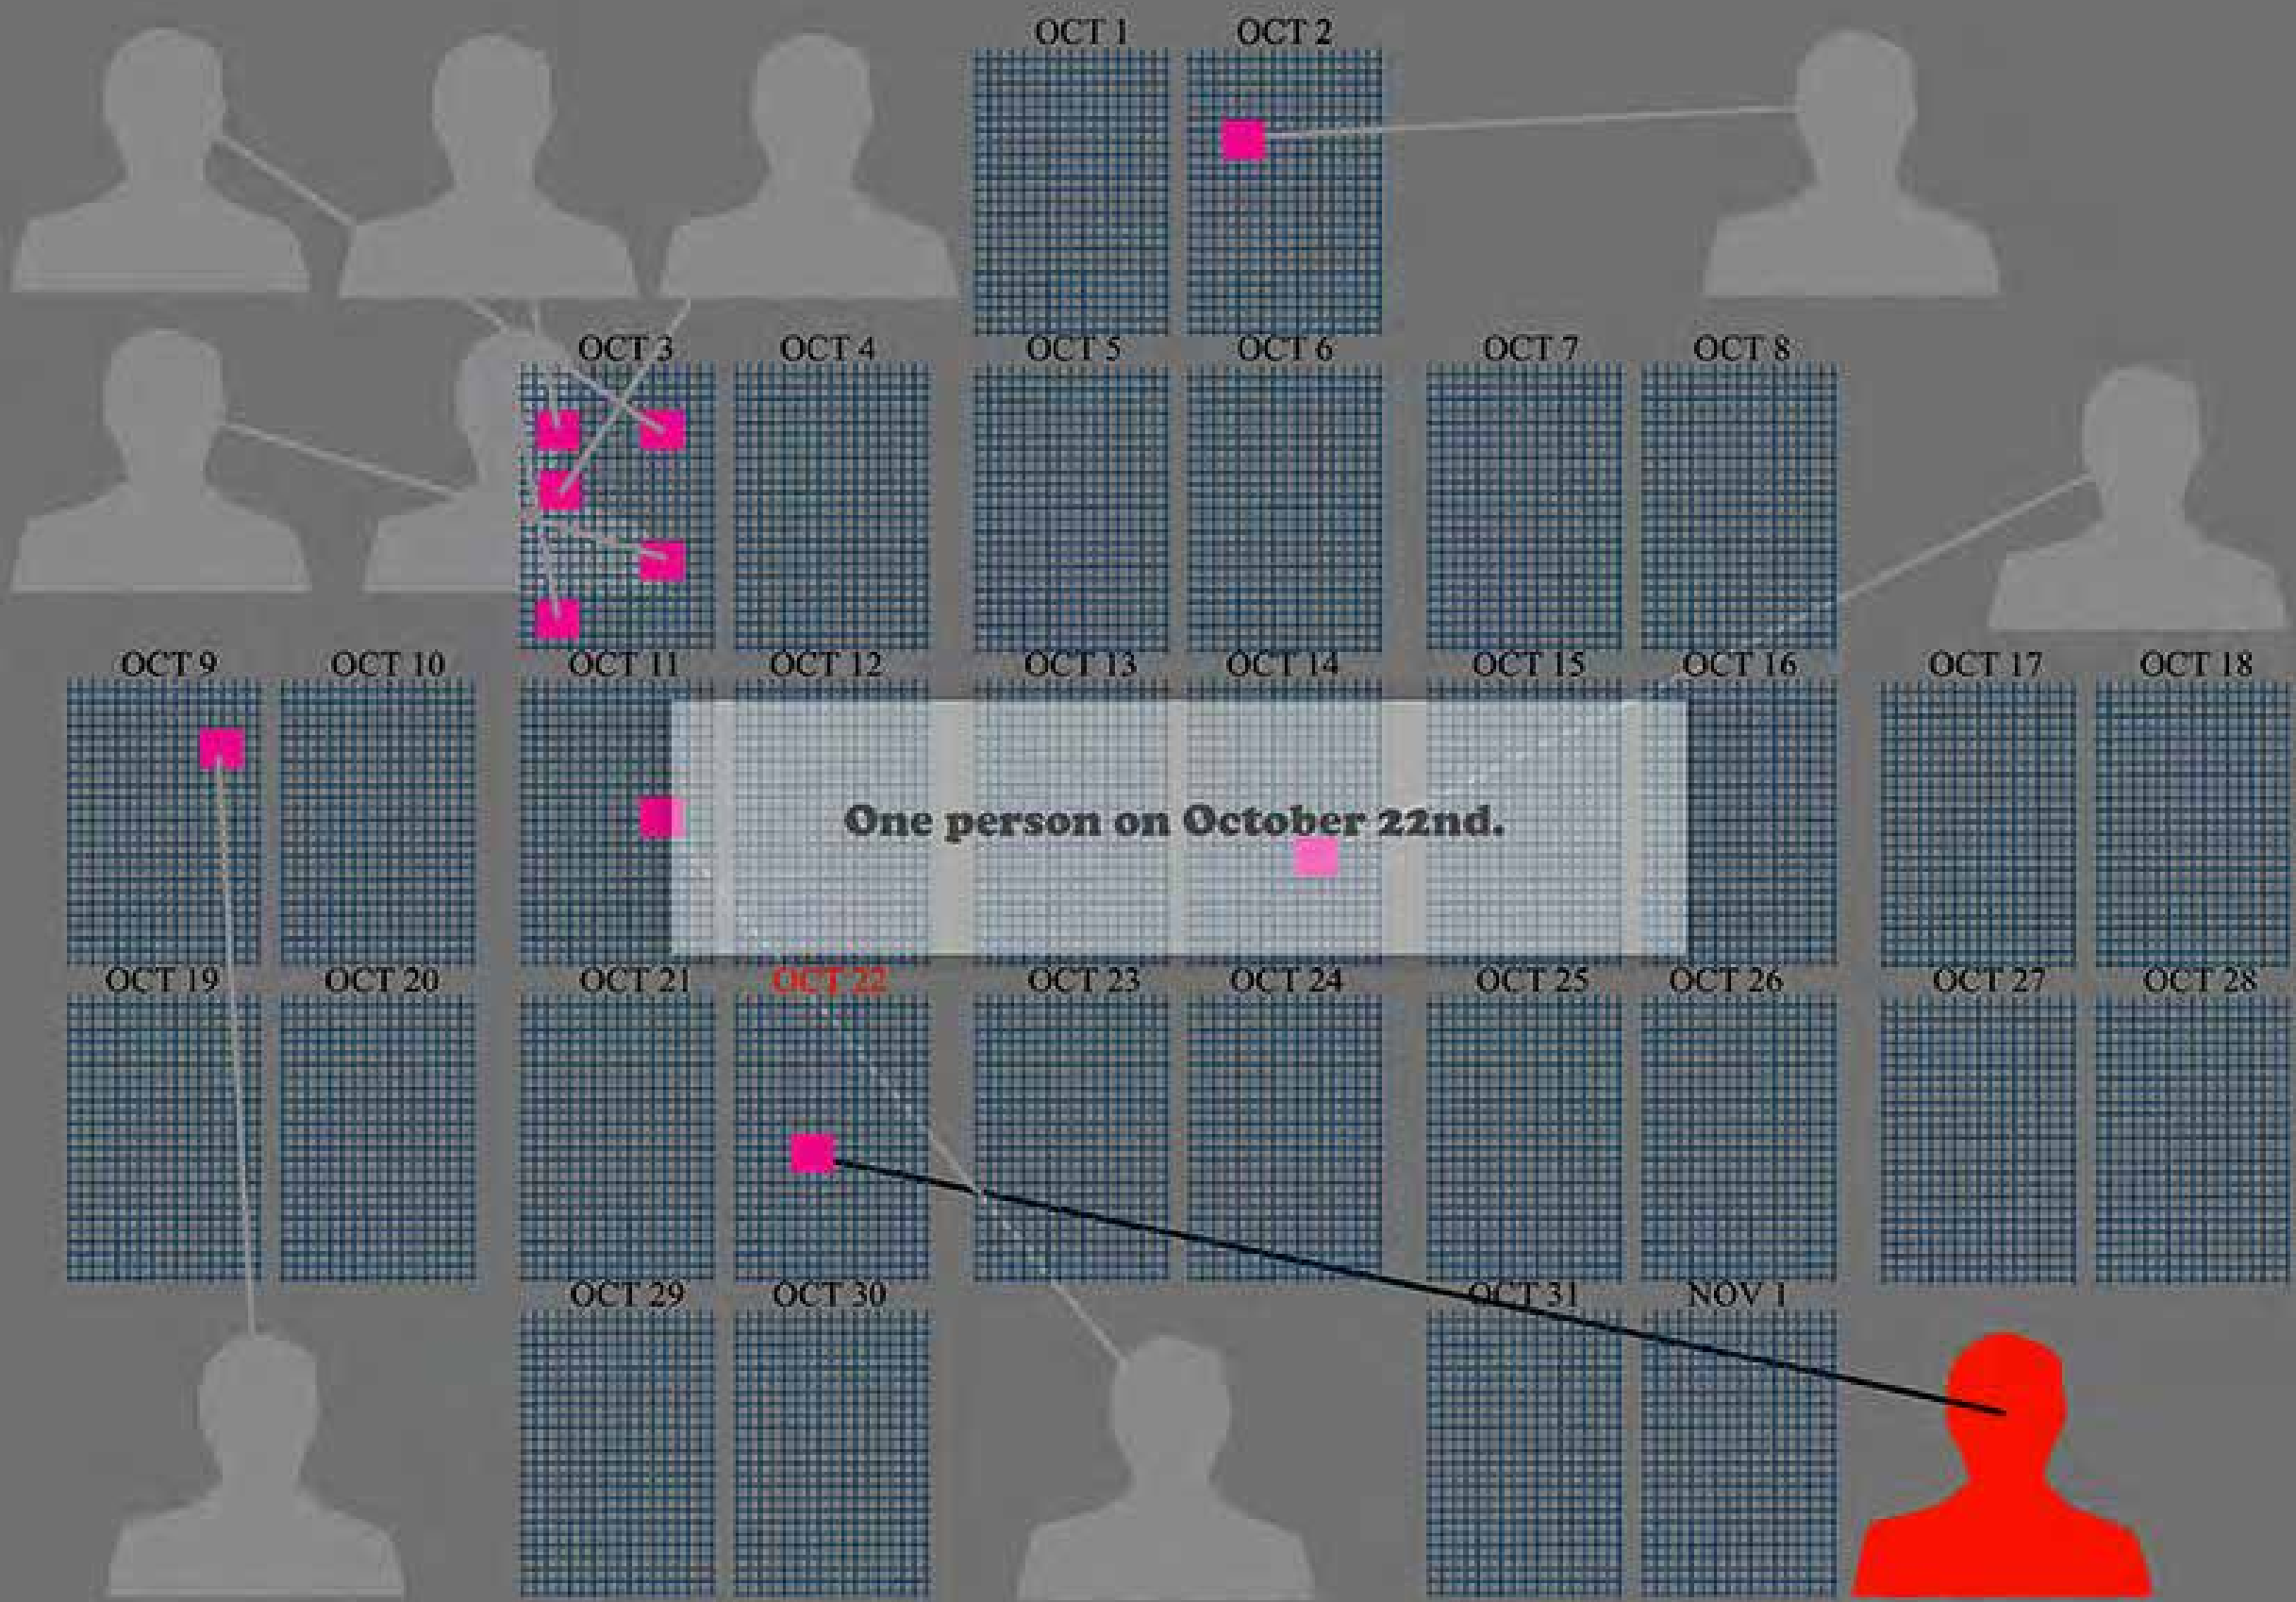 OCT 1 OCT 2
OCT 3 OCT 4 OCT 5 OCT 6 OCT 7 OCT 8
OCT 9 OCT 10 OCT 11 OCT 12 OCT 13 OCT 14 OCT 15 OCT 16 OCT 17 OCT 18
One person on October 22nd.
OCT 19 OCT 20 OCT 21 OCT 22 OCT 23 OCT 24 OCT 25 OCT 26 OCT 27 OCT 28
OCT 29 OCT 30 OCT 31 NOV 1